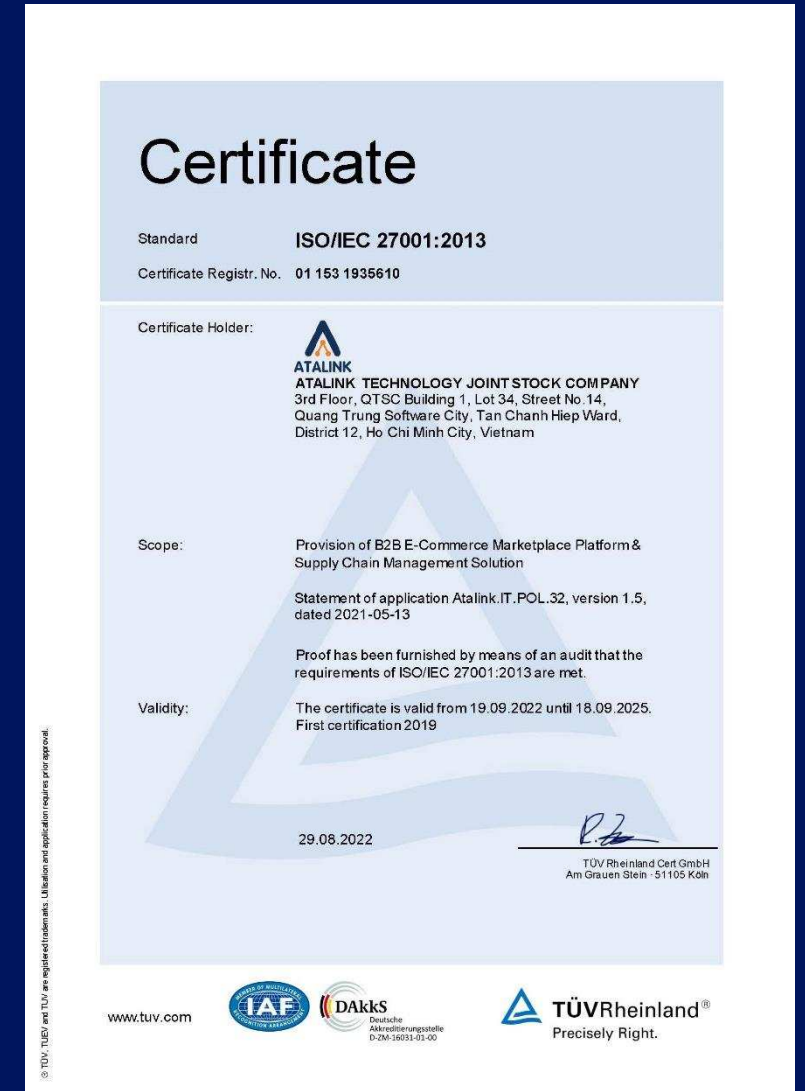 Certificate
Standard ISO/IEC 27001:2013
Certificate Registr. No. 01 153 1935610
Certificate Holder:
ATALINK
ATALINK TECHNOLOGY JOINT STOCK COMPANY
3rd Floor, QTSC Building 1, Lot 34, Street No.14,
Quang Trung Software City, Tan Chanh Hiep Ward,
District 12, Ho Chi Minh City, Vietnam
Scope: Provision of B2B E-Commerce Marketplace Platform &
Supply Chain Management Solution
Statement of application Atalink.IT.POL.32, version 1.5,
dated 2021-05-13
Proof has been furnished by means of an audit that the
requirements of ISO/IEC 27001:2013 are met.
Validity: The certificate is valid from 19.09.2022 until 18.09.2025.
First certification 2019
29.08.2022
TÜV Rheinland Cert GmbH
Am Grauen Stein · 51105 Köln
® TÜV, TUEV and TUV are registered trademarks. Utilisation and application requires prior approval.
www.tuv.com
MEMBER OF MULTILATERAL
IAF
RECOGNITION ARRANGEMENT
DAkkS
Deutsche
Akkreditierungsstelle
D-ZM-16031-01-00
TÜVRheinland®
Precisely Right.